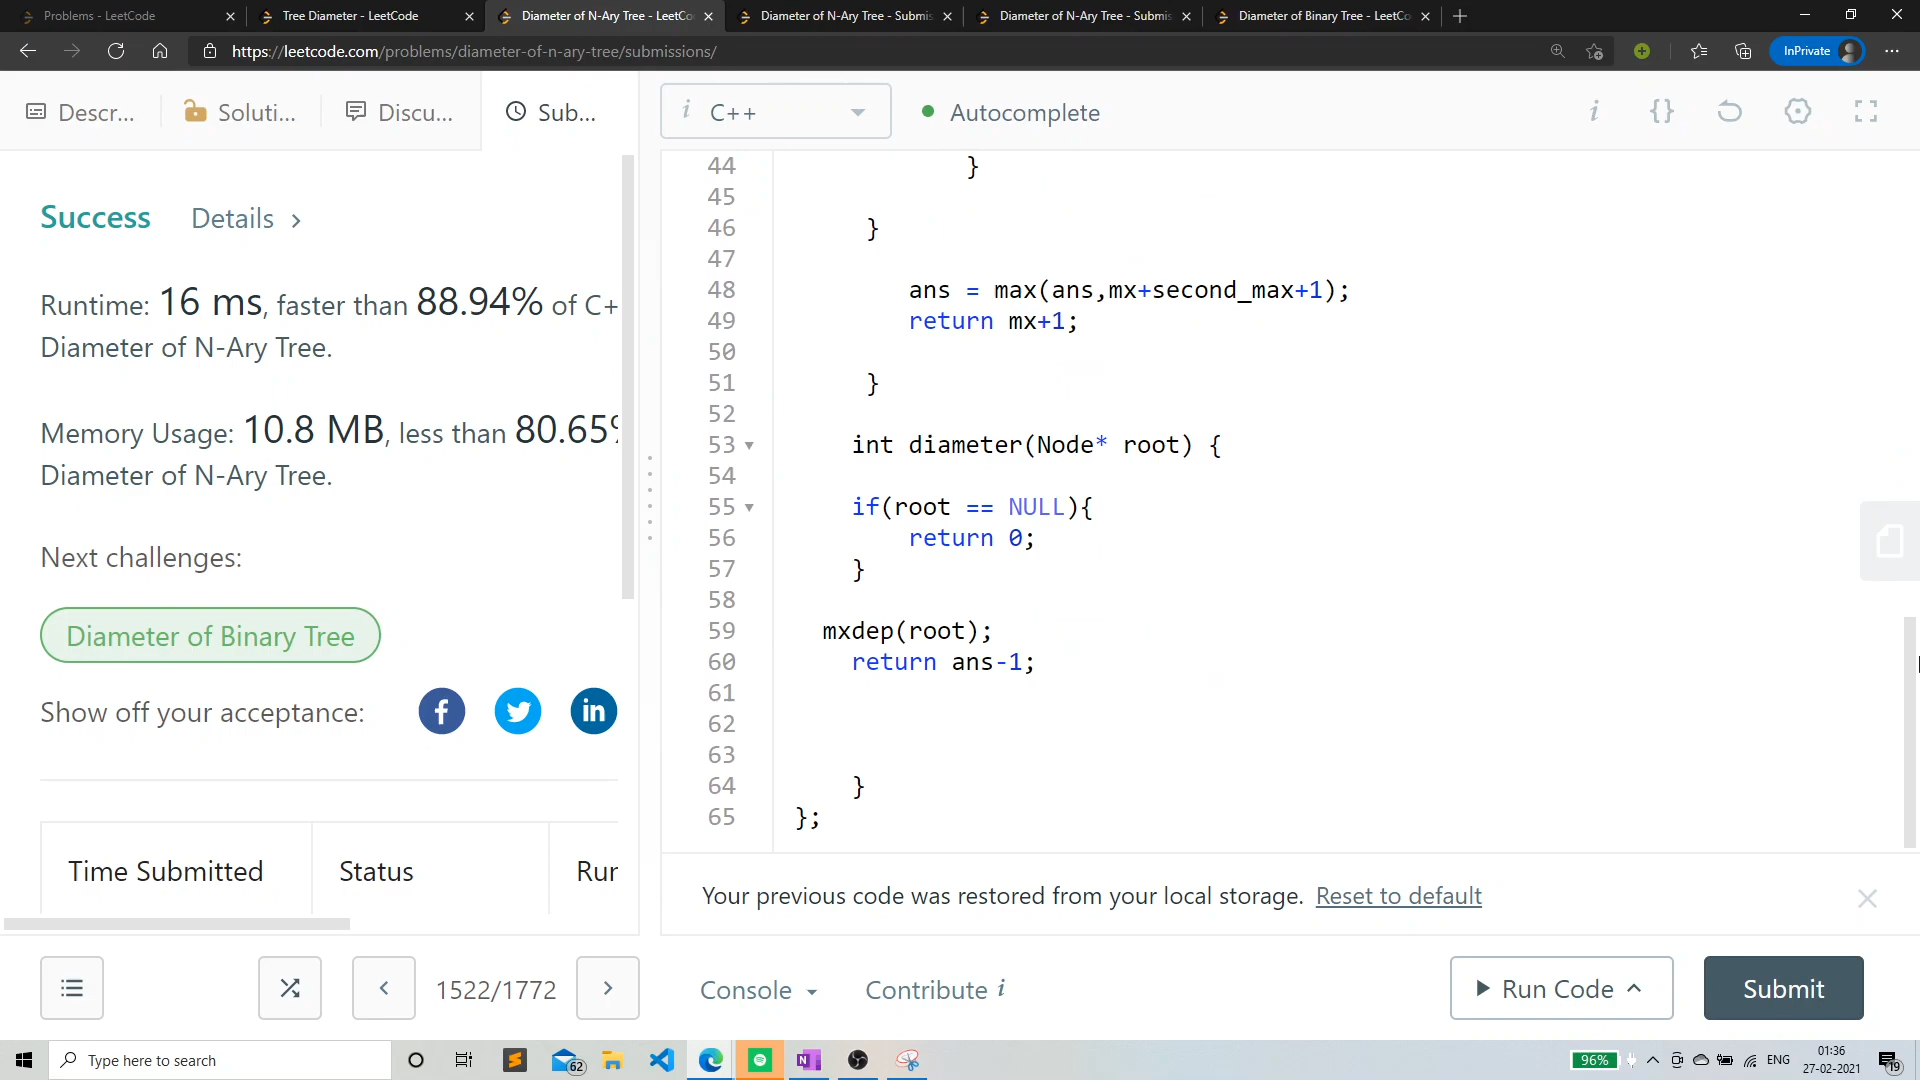 Problems - LeetCode
Tree Diameter - LeetCode
Diameter of N-Ary Tree - LeetCo
Diameter of N-Ary Tree - Submis
Diameter of N-Ary Tree - Submis
Diameter of Binary Tree - LeetCo
https://leetcode.com/problems/diameter-of-n-ary-tree/submissions/
InPrivate
Descr...
Soluti...
Discu...
Sub...
i C++
Autocomplete
i {}
Success Details >
Runtime: 16 ms, faster than 88.94% of C+
Diameter of N-Ary Tree.
Memory Usage: 10.8 MB, less than 80.65%
Diameter of N-Ary Tree.
Next challenges:
Diameter of Binary Tree
Show off your acceptance:
Time Submitted Status Rur
44 }
45
46 }
47
48 ans = max(ans,mx+second_max+1);
49 return mx+1;
50
51 }
52
53 int diameter(Node* root) {
54
55 if(root == NULL){
56 return 0;
57 }
58
59 mxdep(root);
60 return ans-1;
61
62
63
64 }
65 };
Your previous code was restored from your local storage. Reset to default
1522/1772
Console
Contribute i
Run Code
Submit
Type here to search
62
96%
ENG
01:36
27-02-2021
19